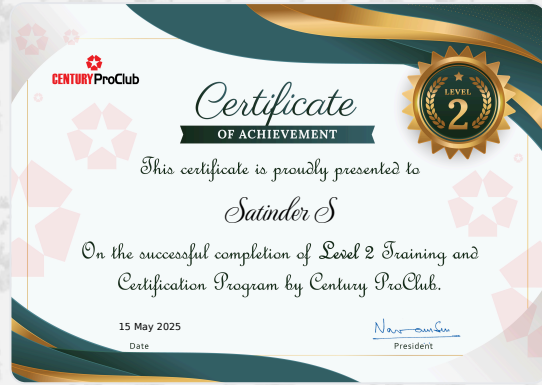 CENTURY ProClub
Certificate
OF ACHIEVEMENT
LEVEL
2
This certificate is proudly presented to
Satinder S
On the successful completion of Level 2 Training and
Certification Program by Century ProClub.
15 May 2025
Date
President